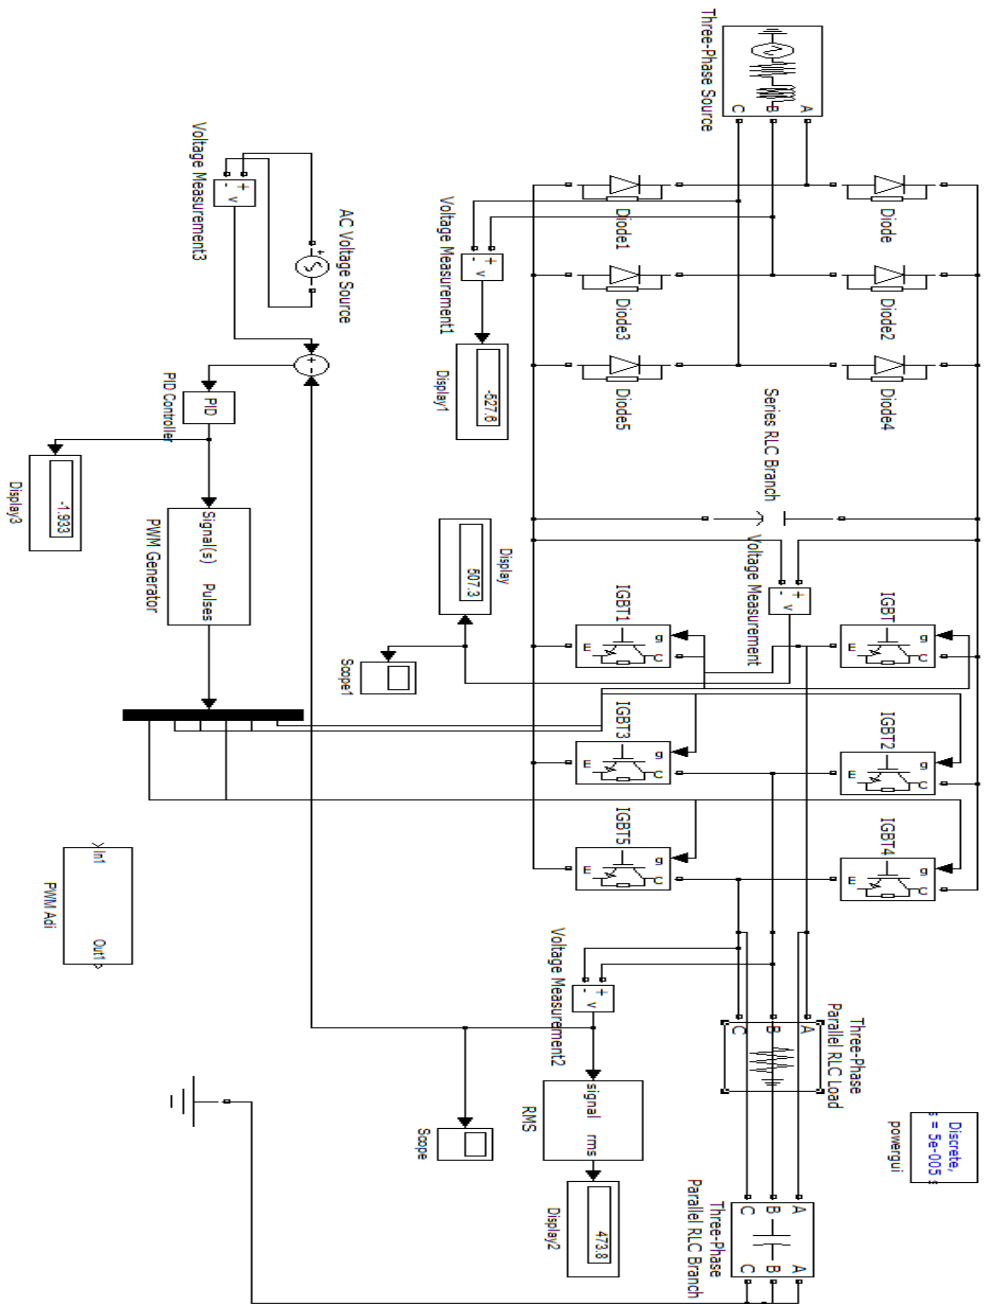 Three-Phase Source
A
B
C
Diode
Diode1
Diode2
Diode3
Diode4
Diode5
+
-
v
Voltage Measurement1
-527.6
Display1
+
-
v
Voltage Measurement3
AC Voltage Source
+
+
-
PID
PID Controller
-1.933
Display3
Signal(s) Pulses
PWM Generator
Series RLC Branch
+
-
v
Voltage Measurement
507.3
Display
Scope1
IGBT
g
C
E
IGBT1
g
C
E
IGBT2
g
C
E
IGBT3
g
C
E
IGBT4
g
C
E
IGBT5
g
C
E
In1 Out1
PWM Adi
+
-
v
Voltage Measurement2
signal rms
RMS
473.8
Display2
Scope
Three-Phase
Parallel RLC Load
A
B
C
Three-Phase
Parallel RLC Branch
A A
B B
C C
Discrete,
s = 5e-005 s
powergui